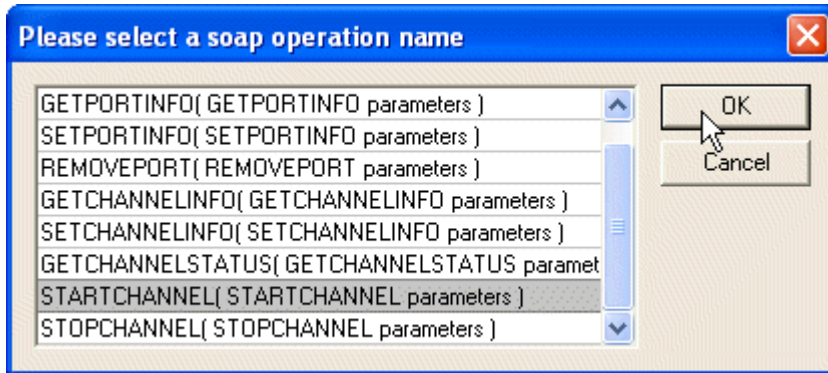 Please select a soap operation name
GETPORTINFO( GETPORTINFO parameters )
SETPORTINFO( SETPORTINFO parameters )
REMOVEPORT( REMOVEPORT parameters )
GETCHANNELINFO( GETCHANNELINFO parameters )
SETCHANNELINFO( SETCHANNELINFO parameters )
GETCHANNELSTATUS( GETCHANNELSTATUS paramet
STARTCHANNEL( STARTCHANNEL parameters )
STOPCHANNEL( STOPCHANNEL parameters )
OK
Cancel